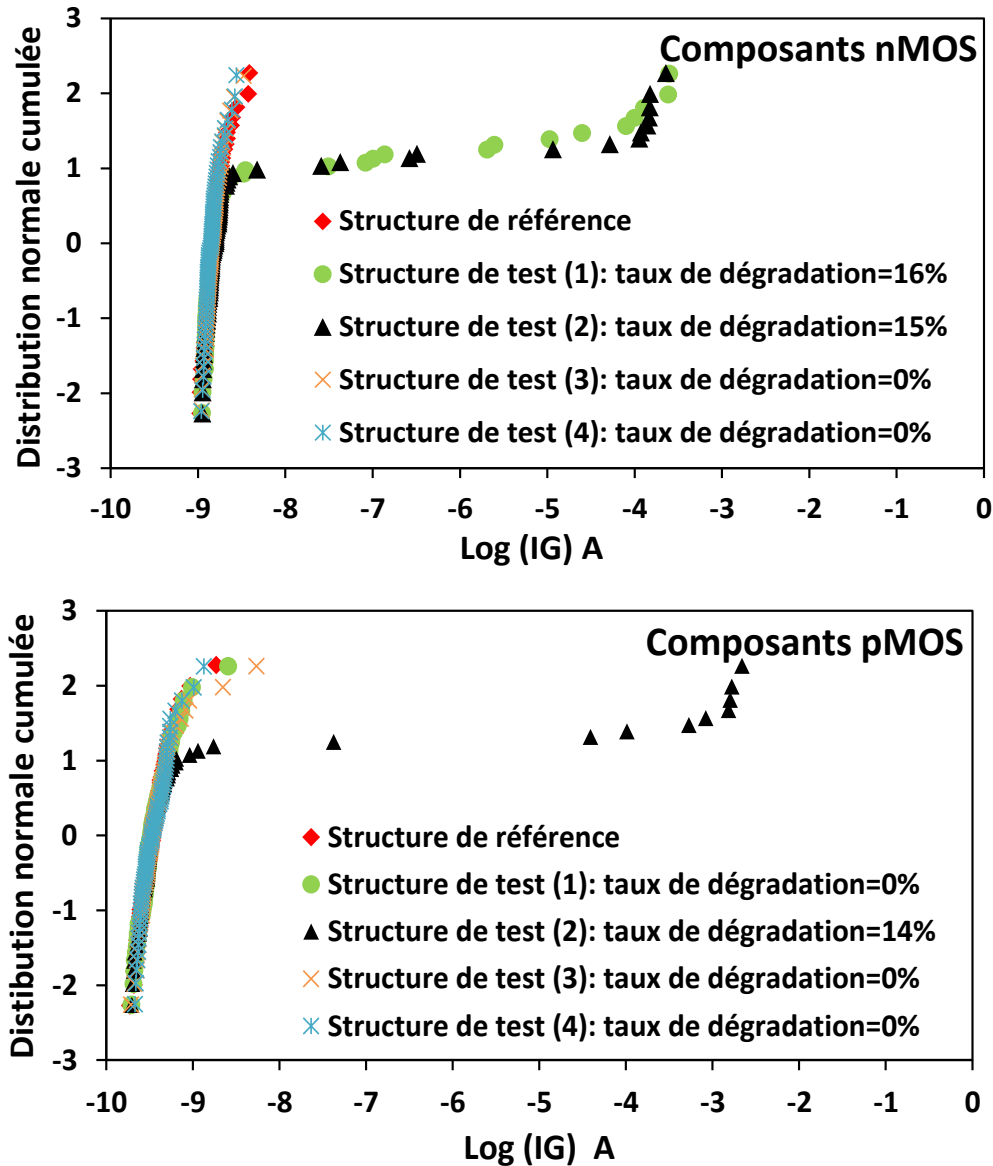 3
Composants nMOS
2
1
0
-1
-2
-3
Distribution normale cumulée
Structure de référence
Structure de test (1): taux de dégradation=16%
Structure de test (2): taux de dégradation=15%
Structure de test (3): taux de dégradation=0%
Structure de test (4): taux de dégradation=0%
-10 -9 -8 -7 -6 -5 -4 -3 -2 -1 0
Log (IG) A
3
Composants pMOS
2
1
0
-1
-2
-3
Distibution normale cumulée
Structure de référence
Structure de test (1): taux de dégradation=0%
Structure de test (2): taux de dégradation=14%
Structure de test (3): taux de dégradation=0%
Structure de test (4): taux de dégradation=0%
-10 -9 -8 -7 -6 -5 -4 -3 -2 -1 0
Log (IG) A